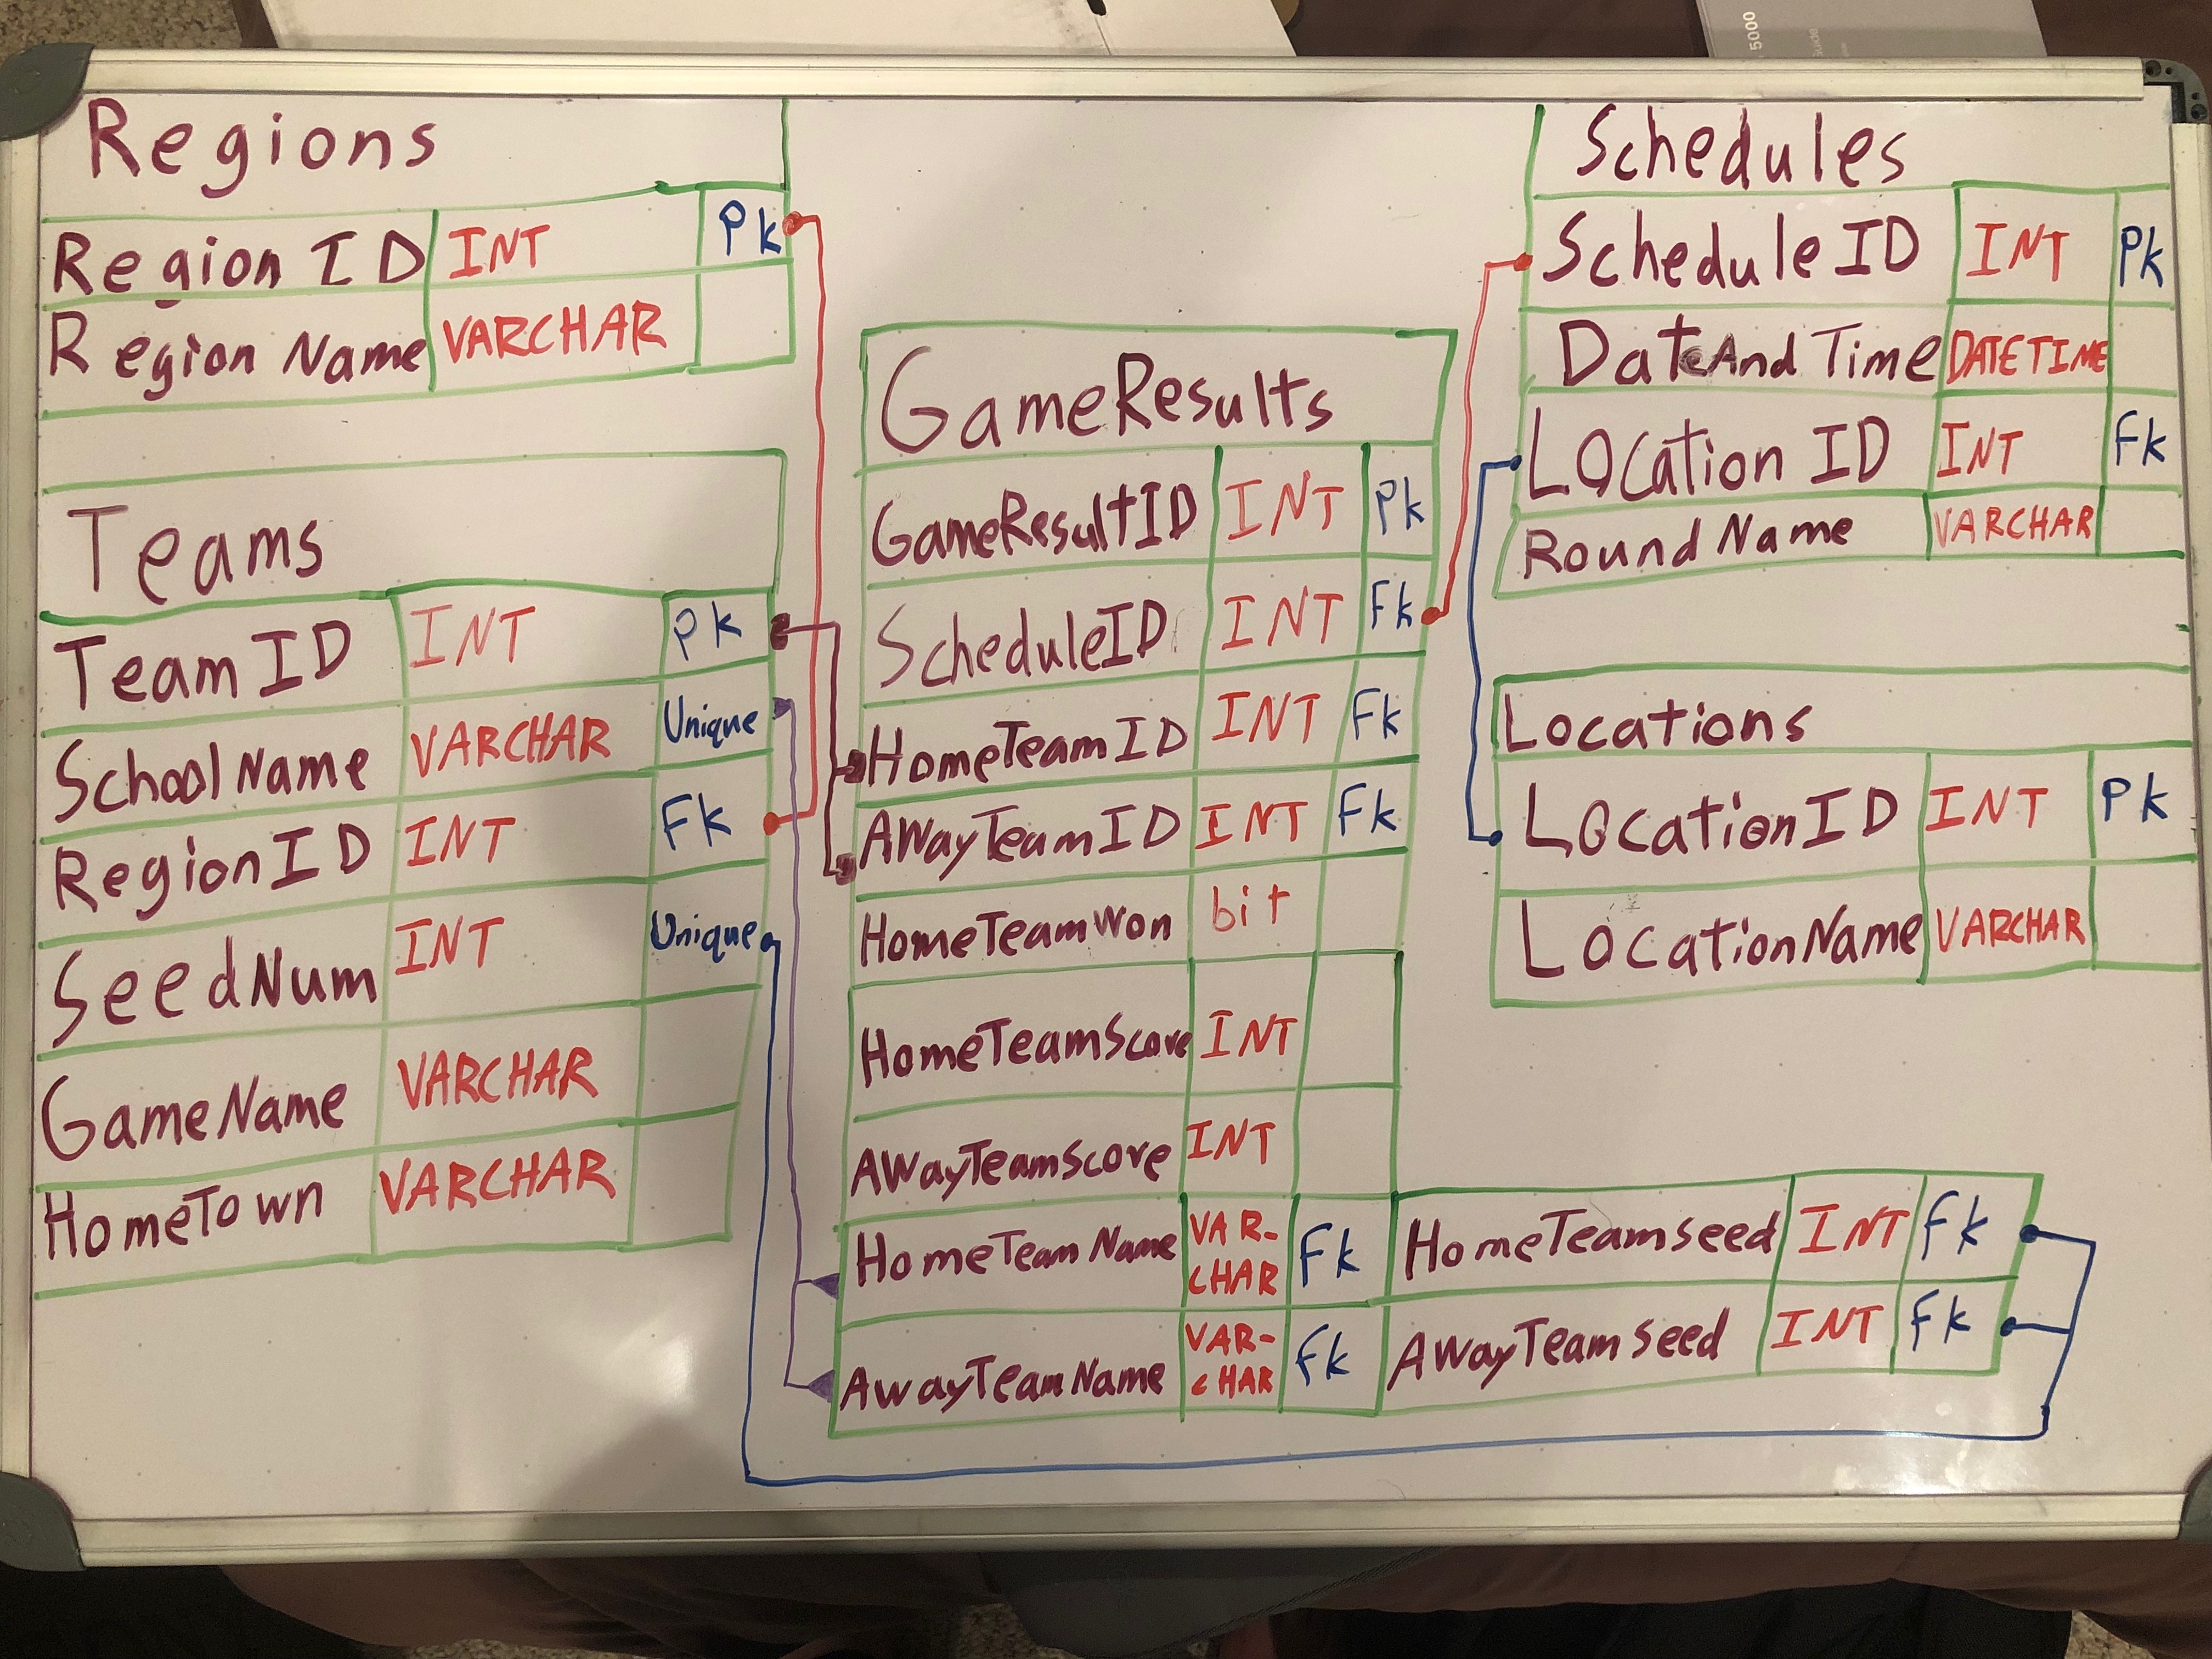 5000
Regions
Region ID INT Pk
Region Name VARCHAR
Teams
TeamID INT Pk
SchoolName VARCHAR Unique
RegionID INT Fk
SeedNum INT Unique
GameName VARCHAR
HomeTown VARCHAR
GameResults
GameResultID INT Pk
ScheduleID INT Fk
HomeTeamID INT Fk
AwayTeamID INT Fk
HomeTeamWon bit
HomeTeamScore INT
AwayTeamScore INT
HomeTeamName VAR-
CHAR Fk
AwayTeamName VAR-
cHAR Fk
HomeTeamseed INT Fk
AwayTeamseed INT Fk
Schedules
ScheduleID INT Pk
DateAndTime DATETIME
LOcation ID INT Fk
RoundName VARCHAR
Locations
LOcationID INT Pk
LOcationName VARCHAR